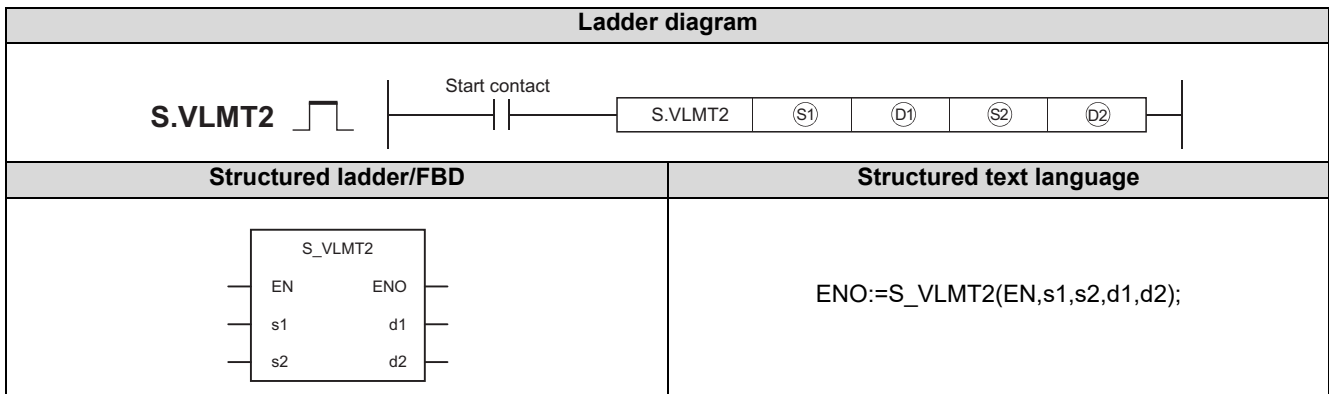 Ladder diagram
Start contact
S.VLMT2 S.VLMT2 S1 D1 S2 D2
Structured ladder/FBD Structured text language
S_VLMT2
EN ENO
s1 d1
s2 d2
ENO:=S_VLMT2(EN,s1,s2,d1,d2);